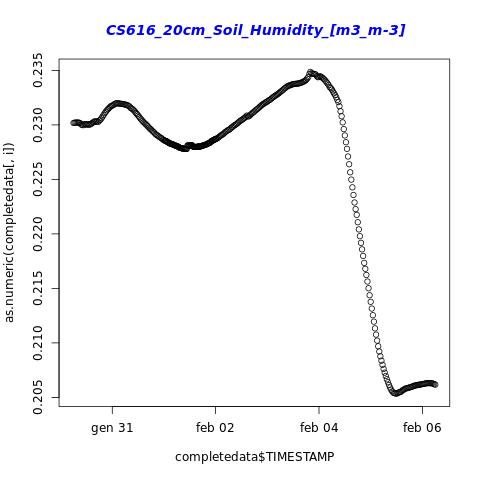 CS616_20cm_Soil_Humidity_[m3_m-3]
as.numeric(completedata[, i])
0.235
0.230
0.225
0.220
0.215
0.210
0.205
gen 31
feb 02
feb 04
feb 06
completedata$TIMESTAMP